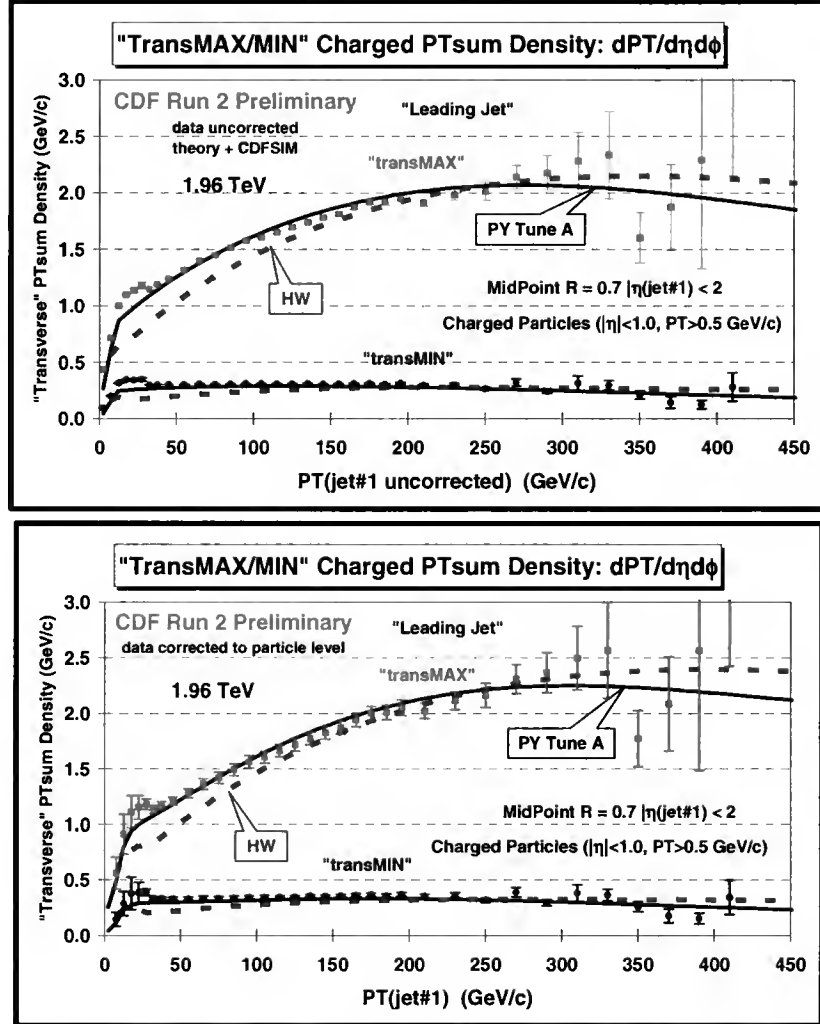 "TransMAX/MIN" Charged PTsum Density: dPT/dηdϕ
CDF Run 2 Preliminary
data uncorrected
theory + CDFSIM
1.96 TeV
"Leading Jet"
"transMAX"
PY Tune A
HW
MidPoint R = 0.7 |η(jet#1) < 2
Charged Particles (|η|<1.0, PT>0.5 GeV/c)
"transMIN"
"Transverse" PTsum Density (GeV/c)
3.0
2.5
2.0
1.5
1.0
0.5
0.0
0 50 100 150 200 250 300 350 400 450
PT(jet#1 uncorrected) (GeV/c)
"TransMAX/MIN" Charged PTsum Density: dPT/dηdϕ
CDF Run 2 Preliminary
data corrected to particle level
1.96 TeV
"Leading Jet"
"transMAX"
PY Tune A
HW
MidPoint R = 0.7 |η(jet#1) < 2
Charged Particles (|η|<1.0, PT>0.5 GeV/c)
"transMIN"
"Transverse" PTsum Density (GeV/c)
3.0
2.5
2.0
1.5
1.0
0.5
0.0
0 50 100 150 200 250 300 350 400 450
PT(jet#1) (GeV/c)